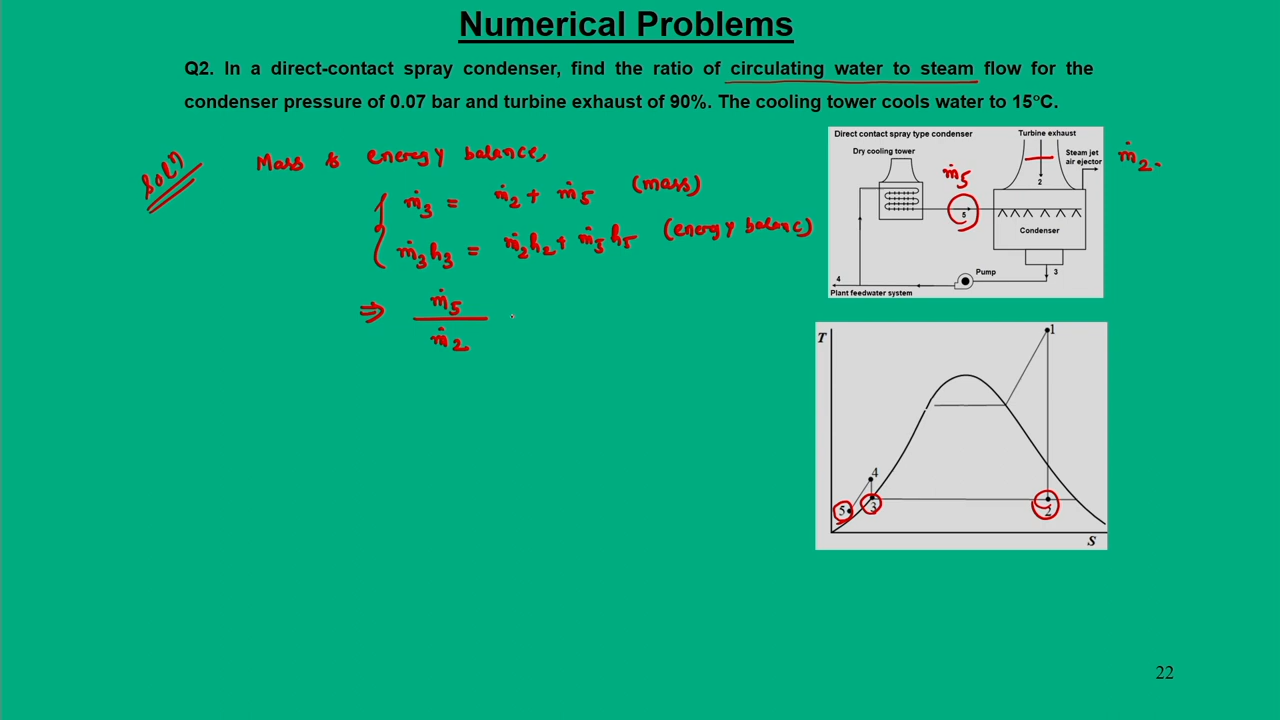 Numerical Problems
Q2. In a direct-contact spray condenser, find the ratio of circulating water to steam flow for the
condenser pressure of 0.07 bar and turbine exhaust of 90%. The cooling tower cools water to 15°C.
Solⁿ)
Mass & energy balance,
ṁ3 = ṁ2 + ṁ5 (mass)
ṁ3h3 = ṁ2h2 + ṁ5h5 (energy balanc)
⇒ ṁ5
ṁ2
Direct contact spray type condenser
Turbine exhaust
Dry cooling tower
Steam jet
air ejector
ṁ2.
ṁ5
2
5
Condenser
Pump
3
4
Plant feedwater system
T
1
4
5
3
2
S
22